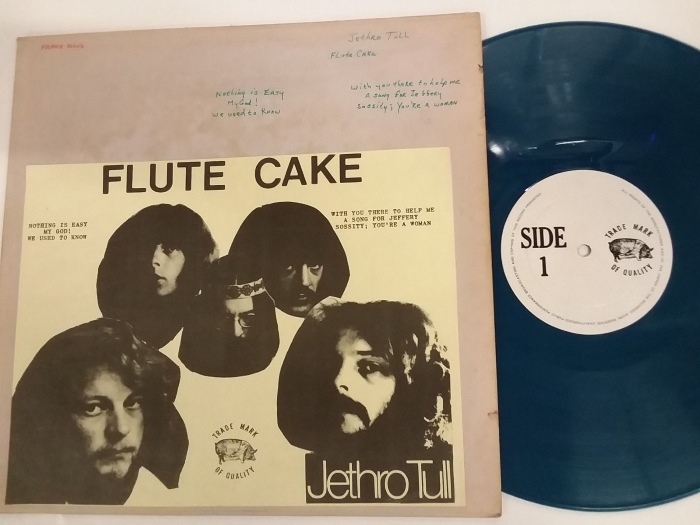 Jethro Tull
Flute Cake
Nothing is Easy
My God!
We used to Know
With you there to help me
A song for Jeffery
Sossity; You're a woman
FLUTE CAKE
NOTHING IS EASY
MY GOD!
WE USED TO KNOW
WITH YOU THERE TO HELP ME
A SONG FOR JEFFERY
SOSSITY; YOU'RE A WOMAN
TRADE MARK
OF QUALITY
Jethro Tull
SIDE
1
TRADE MARK
OF QUALITY